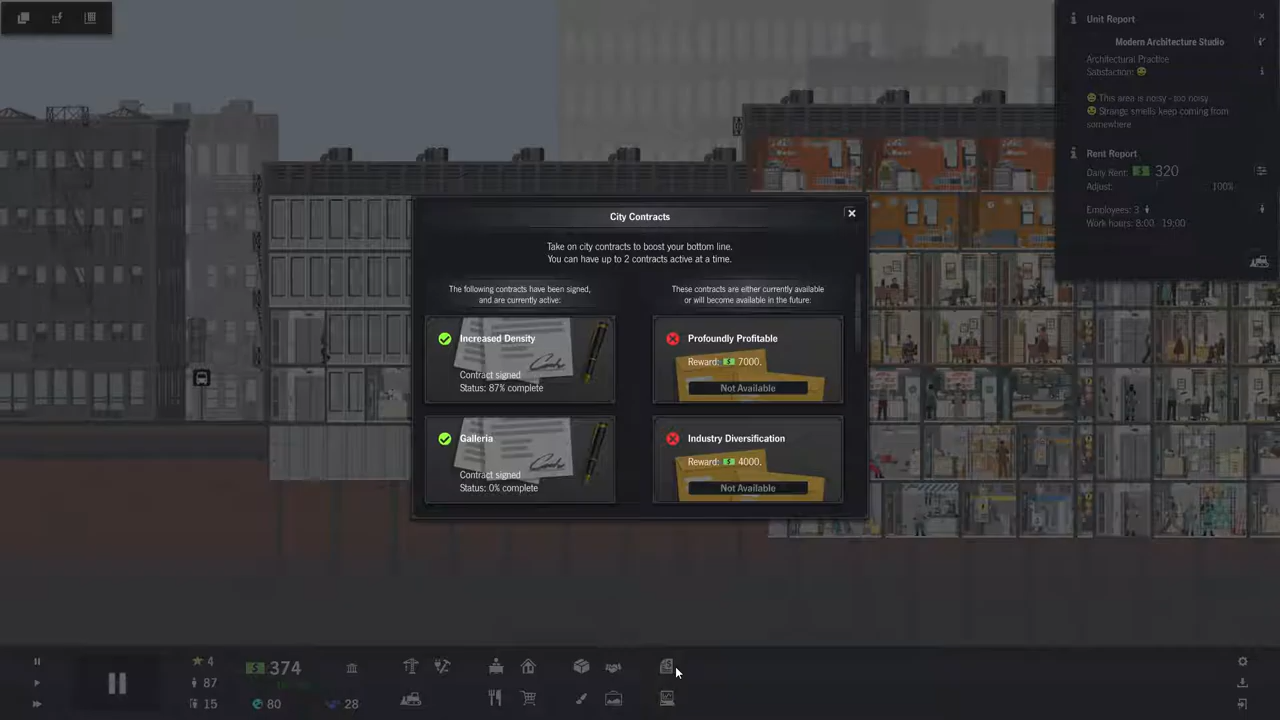 Unit Report
Modern Architecture Studio
Architectural Practice
Satisfaction:
This area is noisy - too noisy
Strange smells keep coming from
somewhere
Rent Report
Daily Rent: 320
Adjust: 100%
Employees: 3
Work hours: 8:00 - 19:00
City Contracts
Take on city contracts to boost your bottom line.
You can have up to 2 contracts active at a time.
The following contracts have been signed,
and are currently active:
These contracts are either currently available
or will become available in the future:
Increased Density
Contract signed
Status: 87% complete
Profoundly Profitable
Reward: 7000.
Not Available
Galleria
Contract signed
Status: 0% complete
Industry Diversification
Reward: 4000.
Not Available
4
374
87
15
80
28